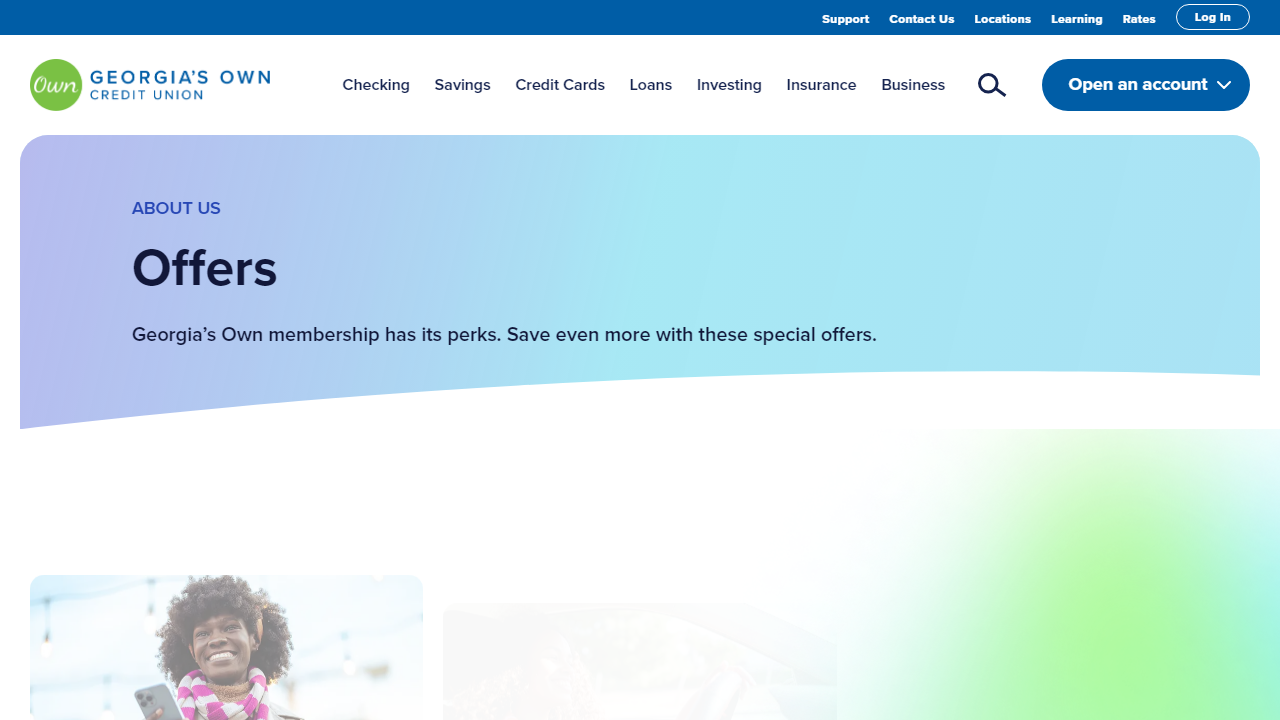 Support Contact Us Locations Learning Rates Log In
Own GEORGIA'S OWN
CREDIT UNION
Checking Savings Credit Cards Loans Investing Insurance Business
Open an account
ABOUT US
Offers
Georgia’s Own membership has its perks. Save even more with these special offers.